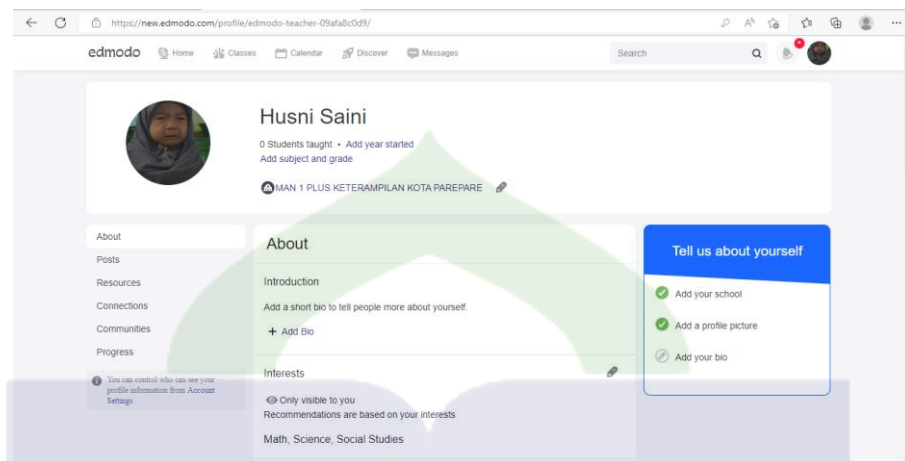 https://new.edmodo.com/profile/edmodo-teacher-09afa8c0d9/
edmodo Home Classes Calendar Discover Messages Search
Husni Saini
0 Students taught • Add year started
Add subject and grade
MAN 1 PLUS KETERAMPILAN KOTA PAREPARE
About
Posts
Resources
Connections
Communities
Progress
You can control who can see your
profile information from Account
Settings
About
Introduction
Add a short bio to tell people more about yourself.
+ Add Bio
Interests
Only visible to you
Recommendations are based on your interests
Math, Science, Social Studies
Tell us about yourself
Add your school
Add a profile picture
Add your bio